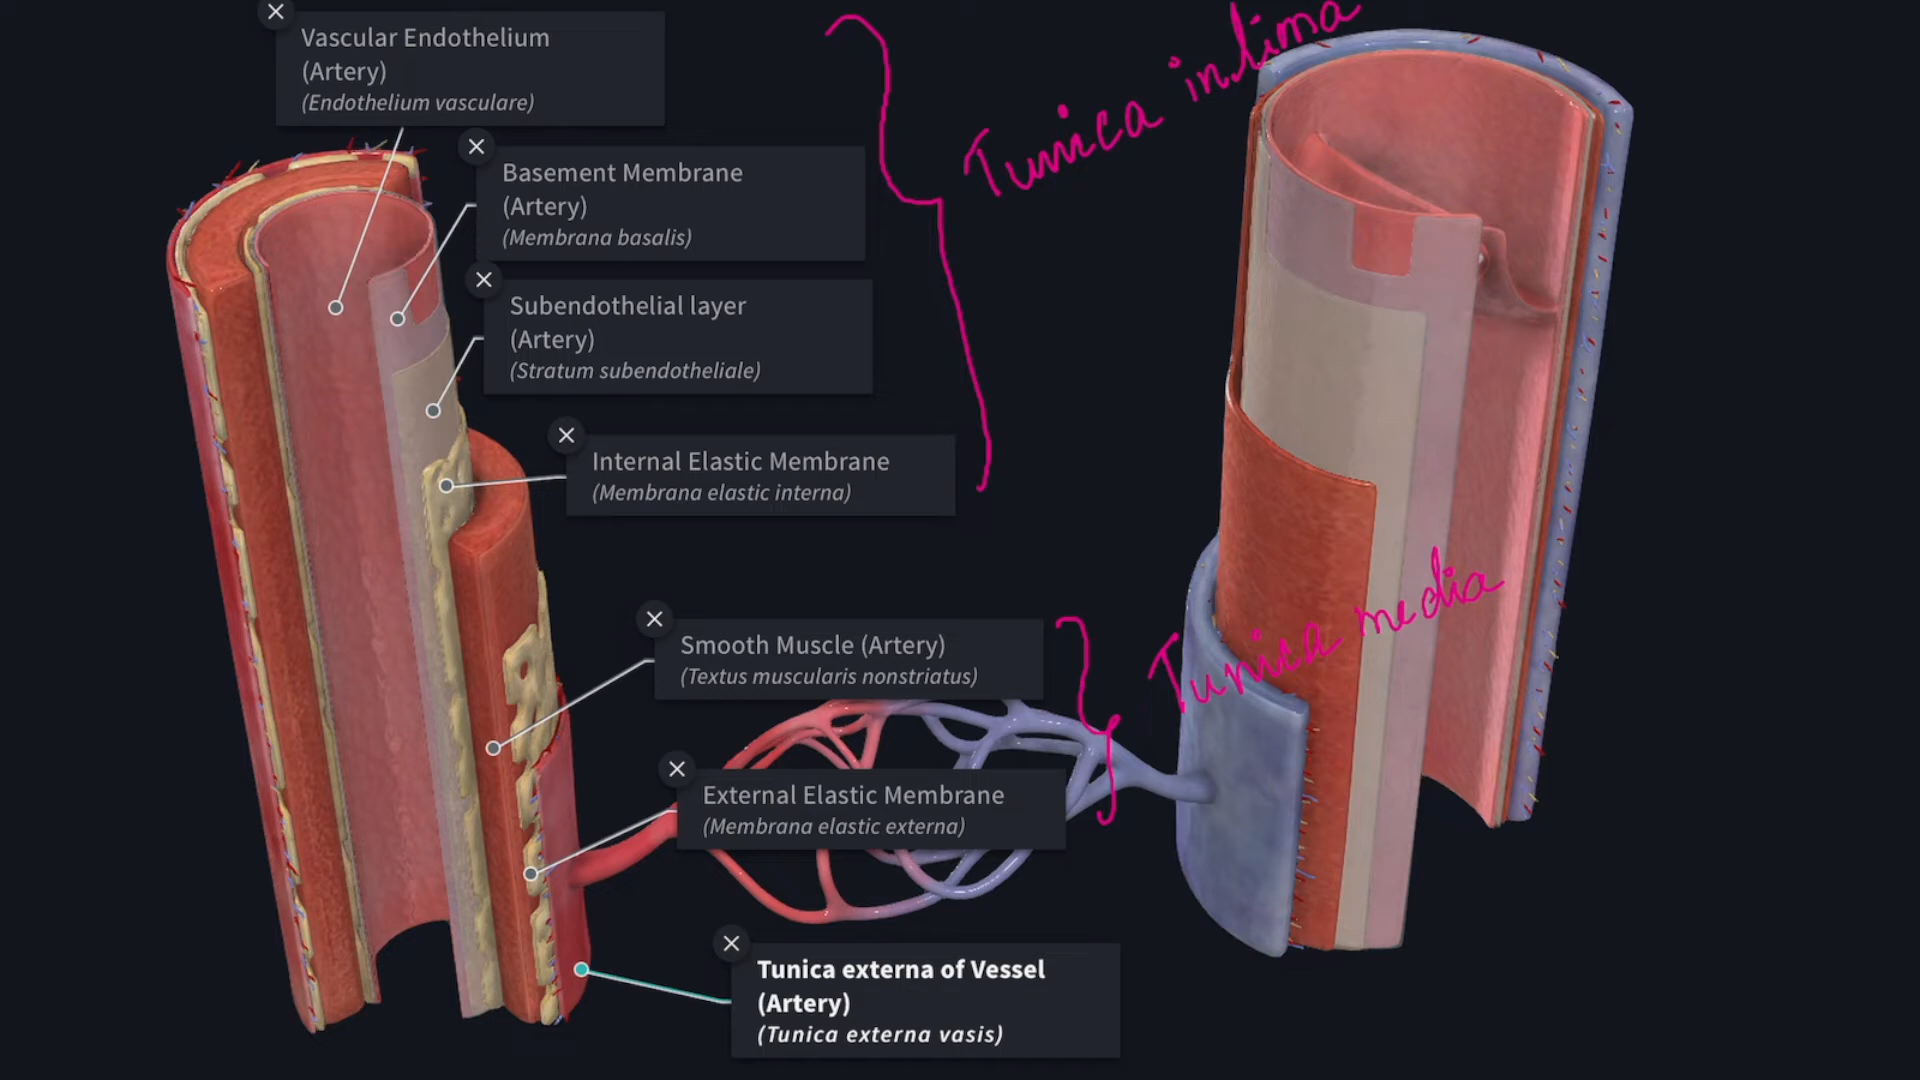 Vascular Endothelium
(Artery)
(Endothelium vasculare)
Basement Membrane
(Artery)
(Membrana basalis)
Subendothelial layer
(Artery)
(Stratum subendotheliale)
Tunica intima
Internal Elastic Membrane
(Membrana elastic interna)
Smooth Muscle (Artery)
(Textus muscularis nonstriatus)
Tunica media
External Elastic Membrane
(Membrana elastic externa)
Tunica externa of Vessel
(Artery)
(Tunica externa vasis)